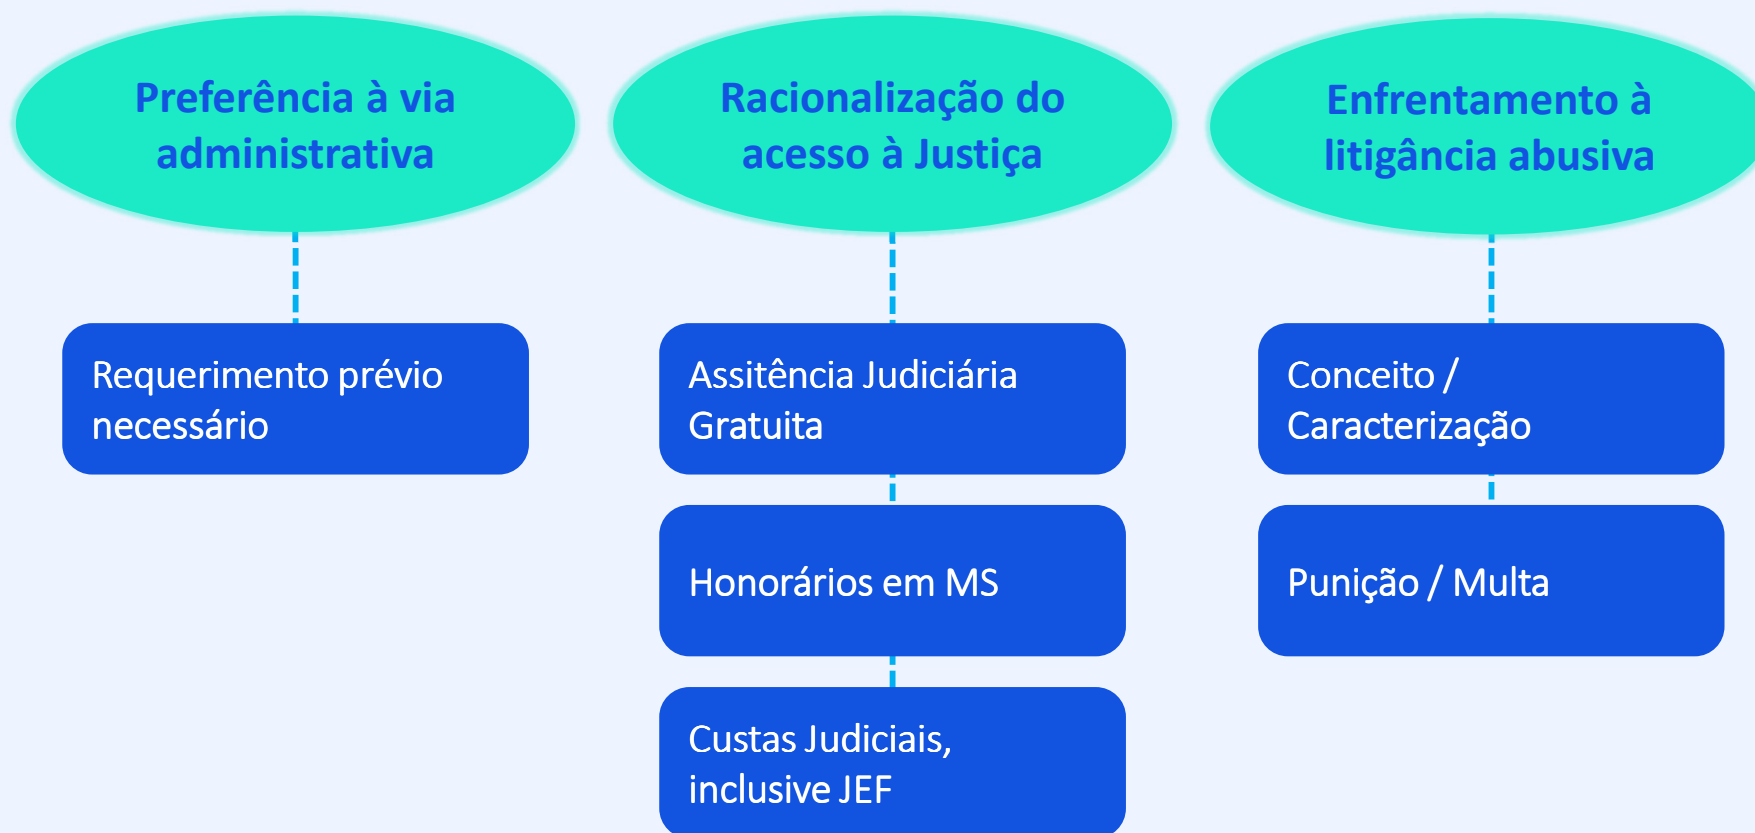 Preferência à via
administrativa
Requerimento prévio
necessário
Racionalização do
acesso à Justiça
Assitência Judiciária
Gratuita
Honorários em MS
Custas Judiciais,
inclusive JEF
Enfrentamento à
litigância abusiva
Conceito /
Caracterização
Punição / Multa